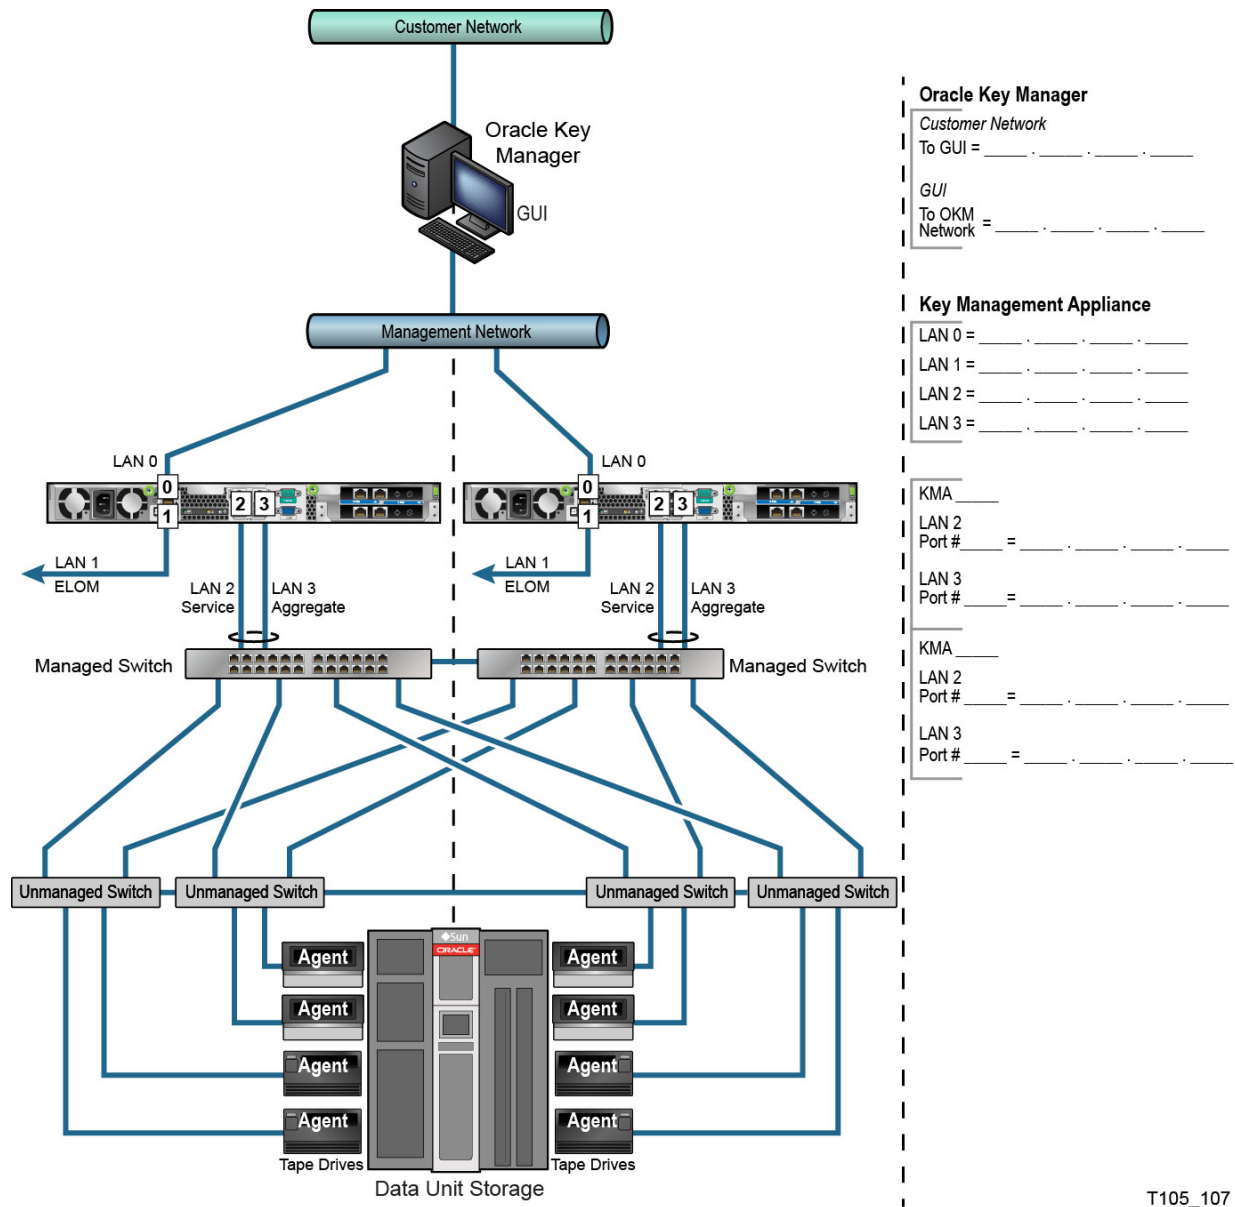 Customer Network
Oracle Key
Manager
GUI
Management Network
LAN 0
LAN 0
0
1
2
3
0
1
2
3
LAN 1
ELOM
LAN 2
Service
LAN 3
Aggregate
LAN 1
ELOM
LAN 2
Service
LAN 3
Aggregate
Managed Switch
Managed Switch
Unmanaged Switch
Unmanaged Switch
Unmanaged Switch
Unmanaged Switch
Sun
ORACLE
Agent
Agent
Agent
Agent
Agent
Agent
Agent
Agent
Tape Drives
Tape Drives
Data Unit Storage
Oracle Key Manager
Customer Network
To GUI = _____ . _____ . _____ . _____
GUI
To OKM
Network = _____ . _____ . _____ . _____
Key Management Appliance
LAN 0 = _____ . _____ . _____ . _____
LAN 1 = _____ . _____ . _____ . _____
LAN 2 = _____ . _____ . _____ . _____
LAN 3 = _____ . _____ . _____ . _____
KMA _____
LAN 2
Port #_____ = _____ . _____ . _____ . _____
LAN 3
Port # _____= _____ . _____ . _____ . _____
KMA _____
LAN 2
Port # _____= _____ . _____ . _____ . _____
LAN 3
Port # _____ = _____ . _____ . _____ . _____
T105_107